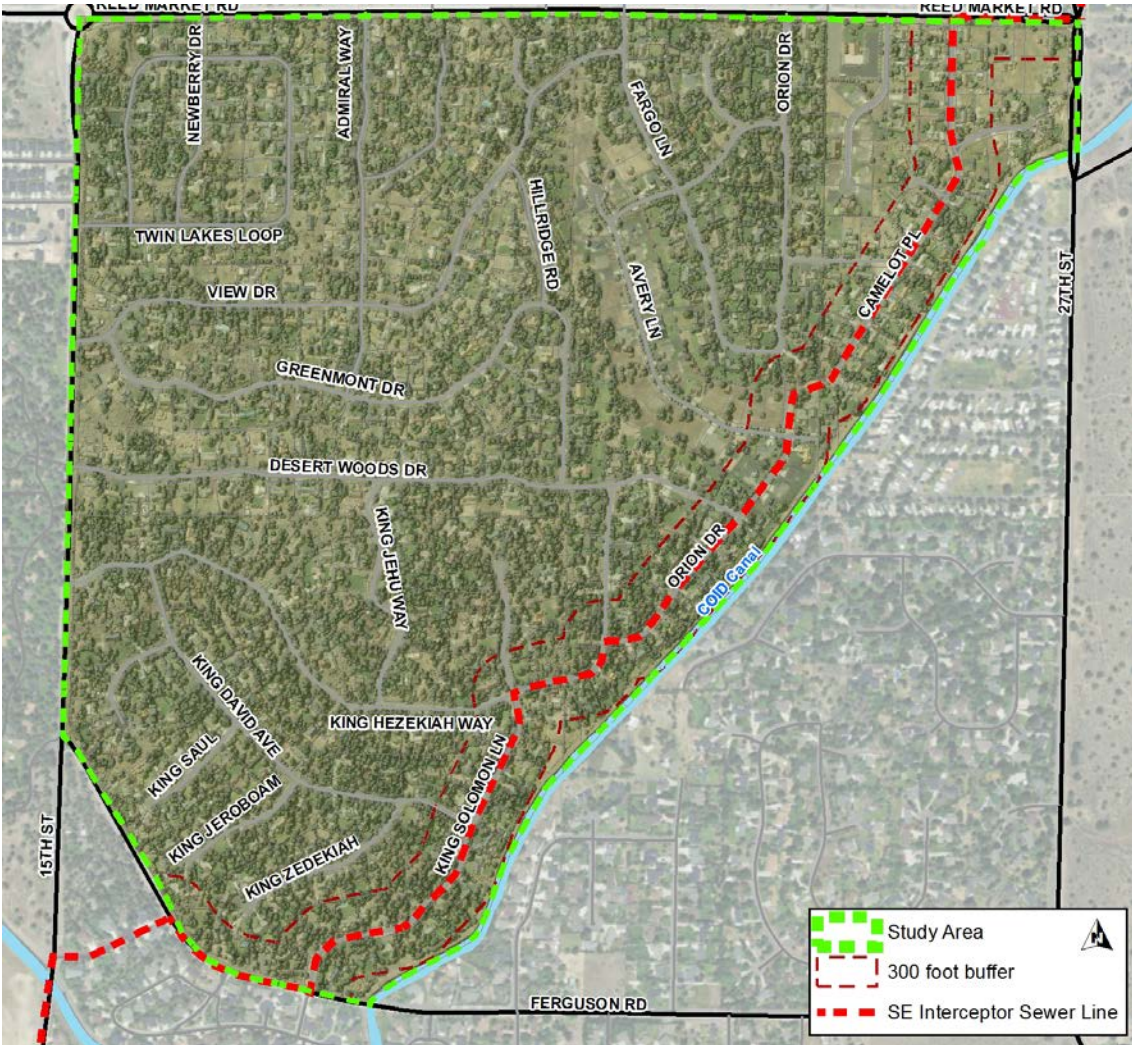 REED MARKET RD
REED MARKET RD
NEWBERRY DR
ADMIRAL WAY
FARGO LN
ORION DR
HILLRIDGE RD
TWIN LAKES LOOP
CAMELOT PL
27TH ST
VIEW DR
AVERY LN
GREENMONT DR
DESERT WOODS DR
KING JEHU WAY
ORION DR
COID Canal
KING DAVID AVE
KING HEZEKIAH WAY
KING SAUL
KING SOLOMON LN
KING JEROBOAM
15TH ST
KING ZEDEKIAH
FERGUSON RD
Study Area
N
300 foot buffer
SE Interceptor Sewer Line